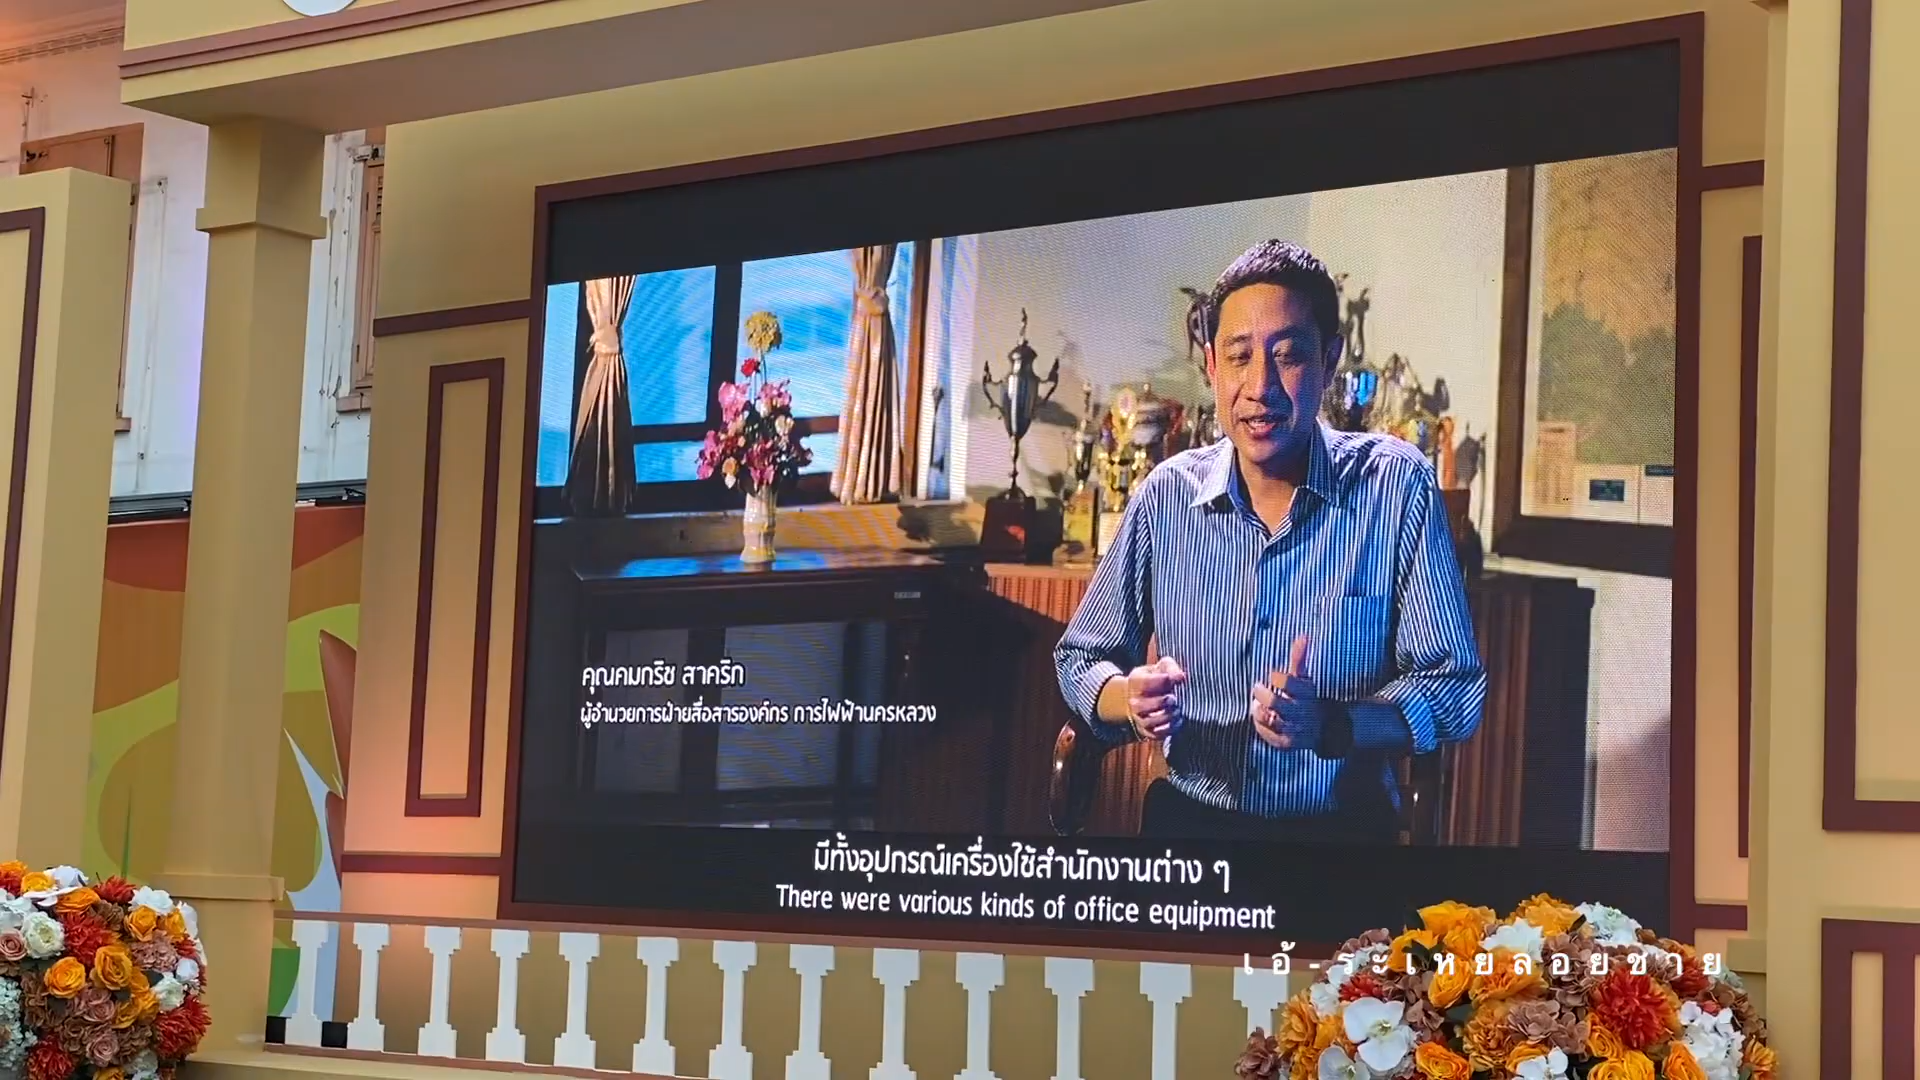 คุณคมกริช สาคริก
ผู้อำนวยการฝ่ายสื่อสารองค์กร การไฟฟ้านครหลวง
มีทั้งอุปกรณ์เครื่องใช้สำนักงานต่าง ๆ
There were various kinds of office equipment
เอ้-ระเหยลอยชาย